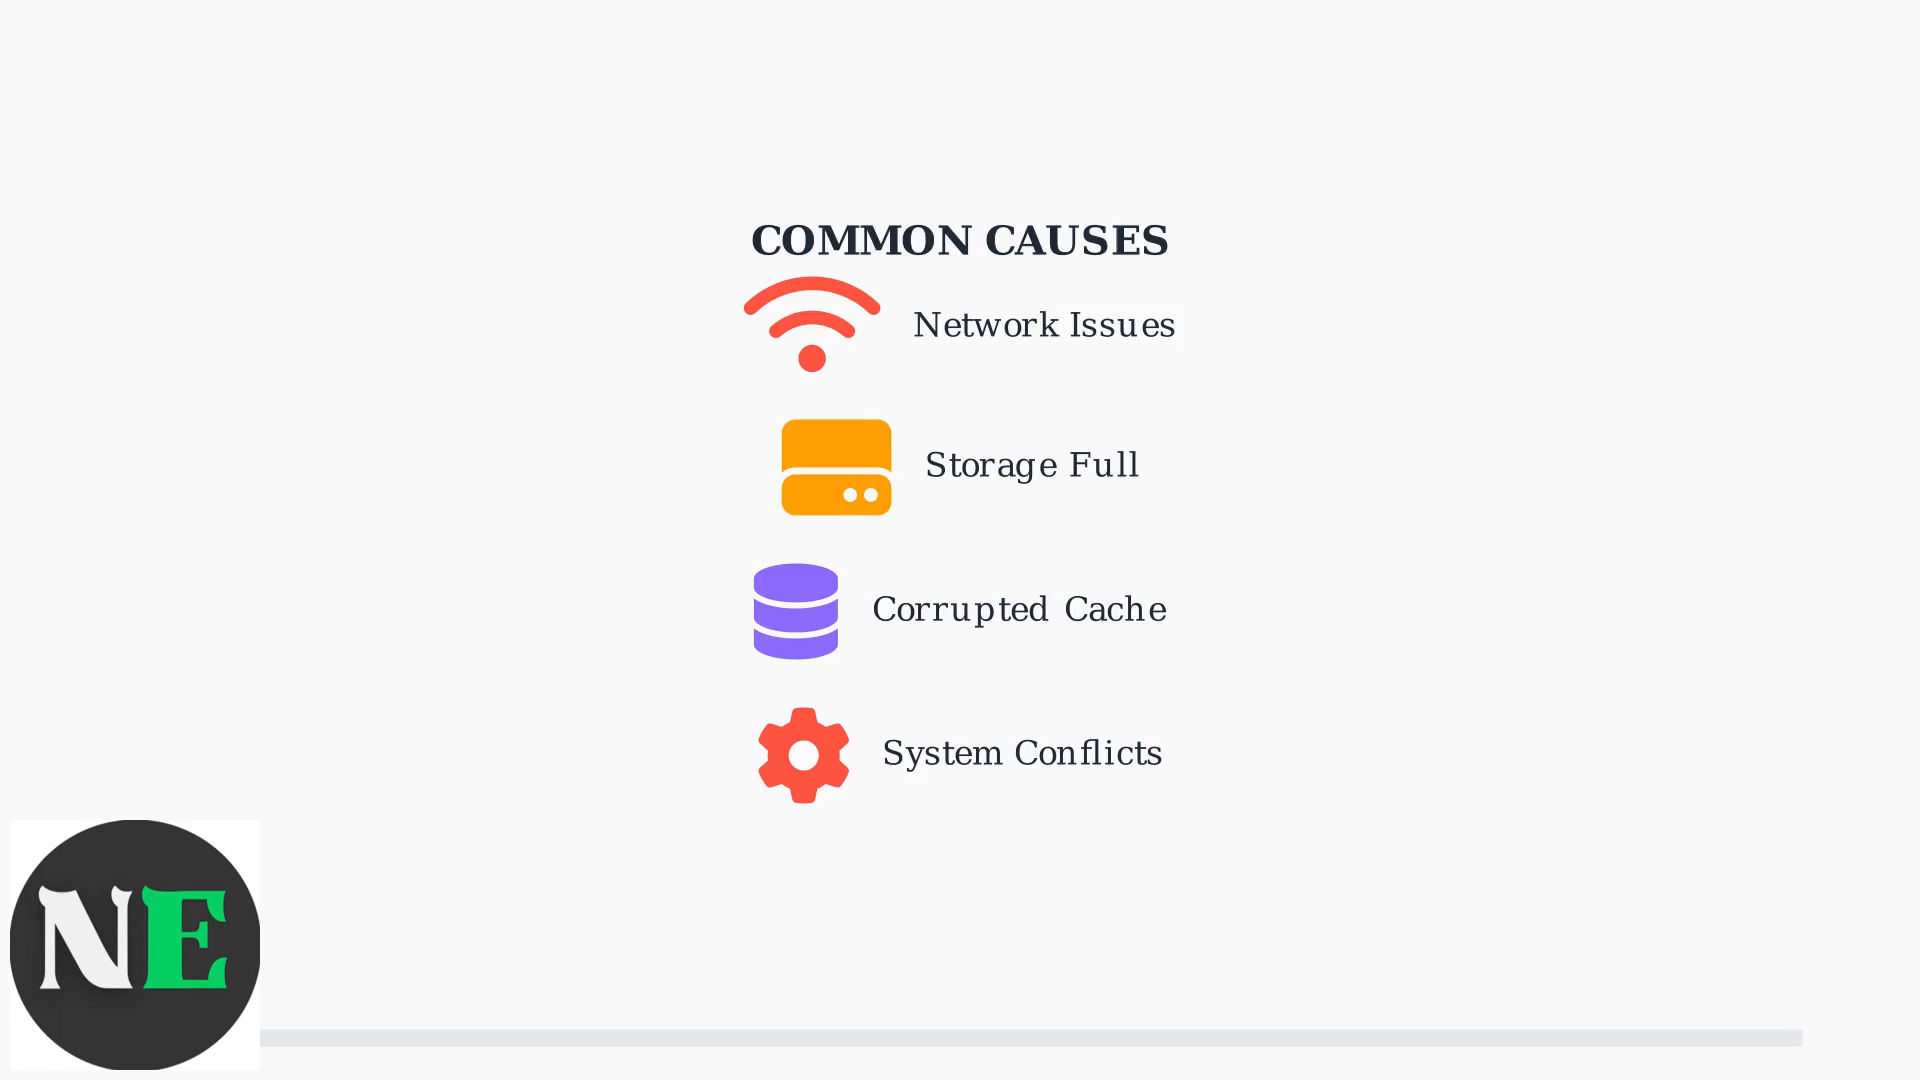 COMMON CAUSES
Network Issues
Storage Full
Corrupted Cache
System Conflicts
NE